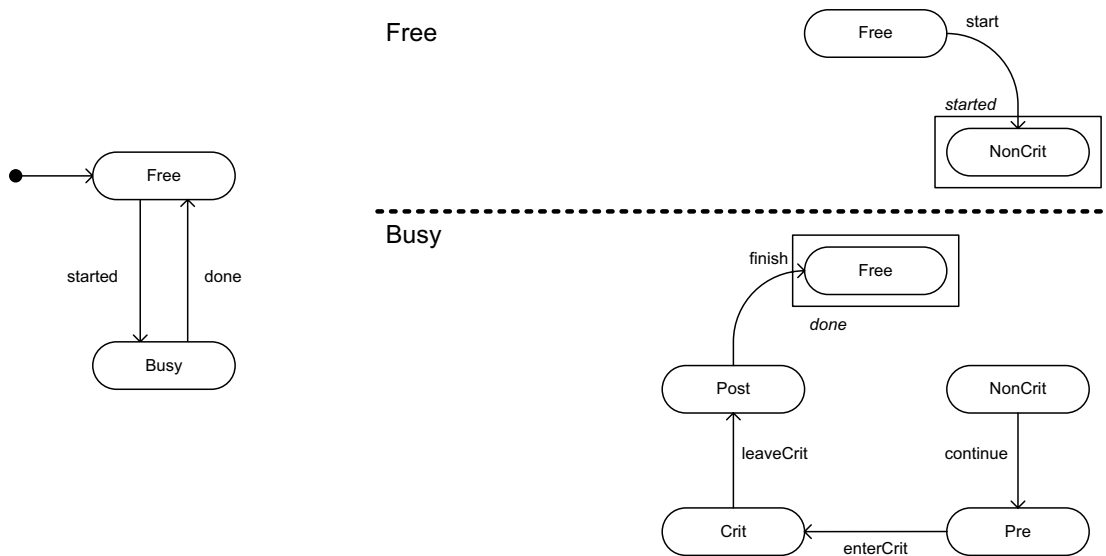 Free
Free
start
started
NonCrit
Free
started
done
Busy
Busy
finish
Free
done
Post
NonCrit
leaveCrit
continue
Crit
Pre
enterCrit